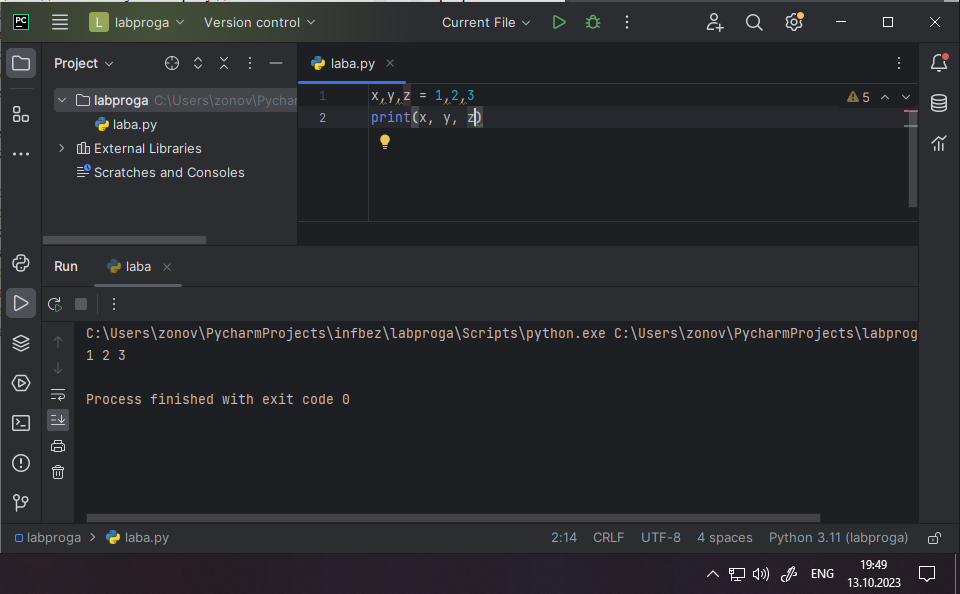 PC
L labproga Version control Current File
Project
laba.py
labproga C:\Users\zonov\Pychar
laba.py
External Libraries
Scratches and Consoles
1 x,y,z = 1,2,3
2 print(x, y, z)
5
Run laba
C:\Users\zonov\PycharmProjects\infbez\labproga\Scripts\python.exe C:\Users\zonov\PycharmProjects\labprog
1 2 3
Process finished with exit code 0
labproga > laba.py 2:14 CRLF UTF-8 4 spaces Python 3.11 (labproga)
ENG
19:49
13.10.2023